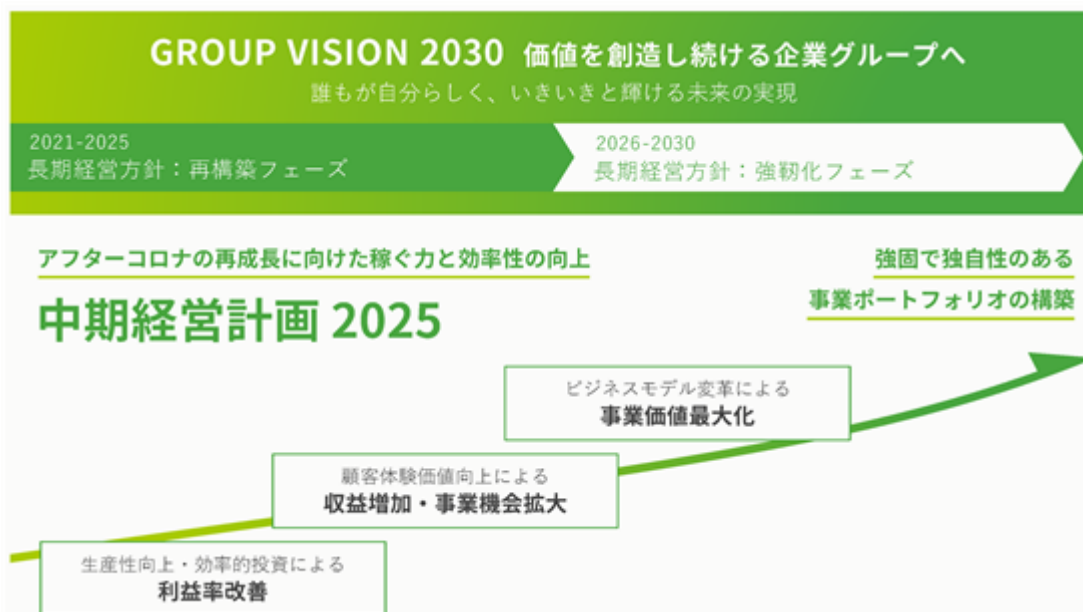 GROUP VISION 2030 価値を創造し続ける企業グループへ
誰もが自分らしく、いきいきと輝ける未来の実現
2021-2025
長期経営方針：再構築フェーズ
2026-2030
長期経営方針：強靭化フェーズ
アフターコロナの再成長に向けた稼ぐ力と効率性の向上
中期経営計画 2025
強固で独自性のある
事業ポートフォリオの構築
ビジネスモデル変革による
事業価値最大化
顧客体験価値向上による
収益増加・事業機会拡大
生産性向上・効率的投資による
利益率改善